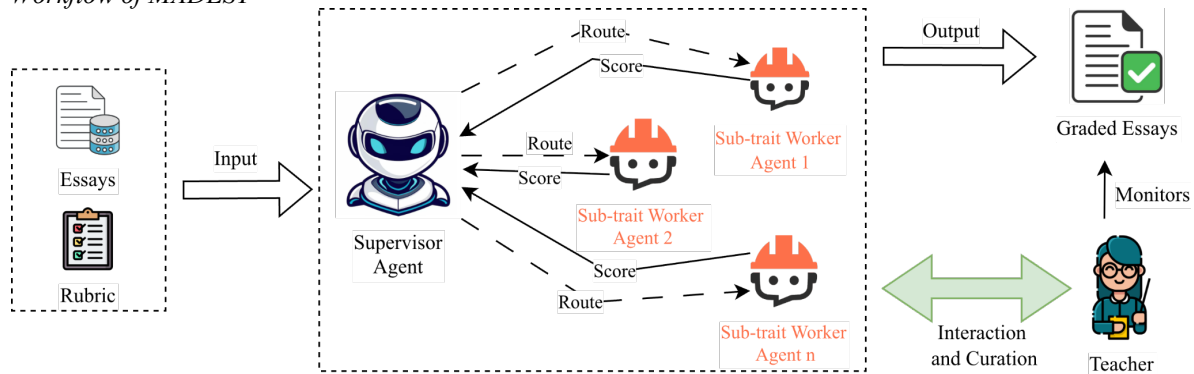 Workflow of MADEST
Essays
Rubric
Input
Route
Score
Sub-trait Worker
Agent 1
Route
Score
Sub-trait Worker
Agent 2
Supervisor
Agent
Score
Route
Sub-trait Worker
Agent n
Output
Graded Essays
Monitors
Interaction
and Curation
Teacher